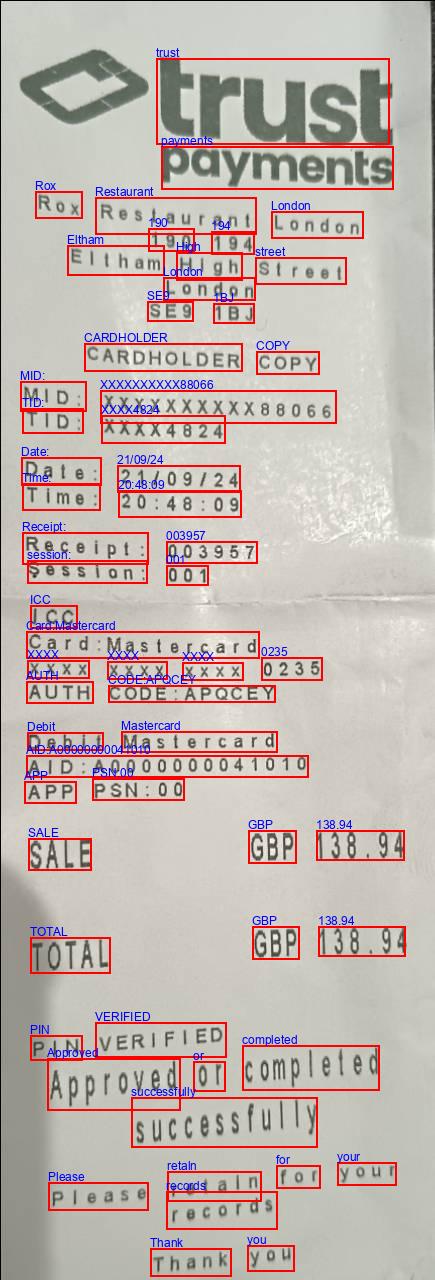 trust
payments
Rox Restaurant London
190 194
Eltham High Street
London
SE9 1BJ
CARDHOLDER COPY
MID: XXXXXXXXXX88066
TID: XXXX4824
Date: 21/09/24
Time: 20:48:09
Receipt: 003957
Session: 001
ICC
Card:Mastercard
XXXX XXXX XXXX 0235
AUTH CODE:APQCEY
Debit Mastercard
AID:A0000000041010
APP PSN:00
SALE GBP 138.94
TOTAL GBP 138.94
PIN VERIFIED
Approved or completed
successfully
Please retain for your
records
Thank you